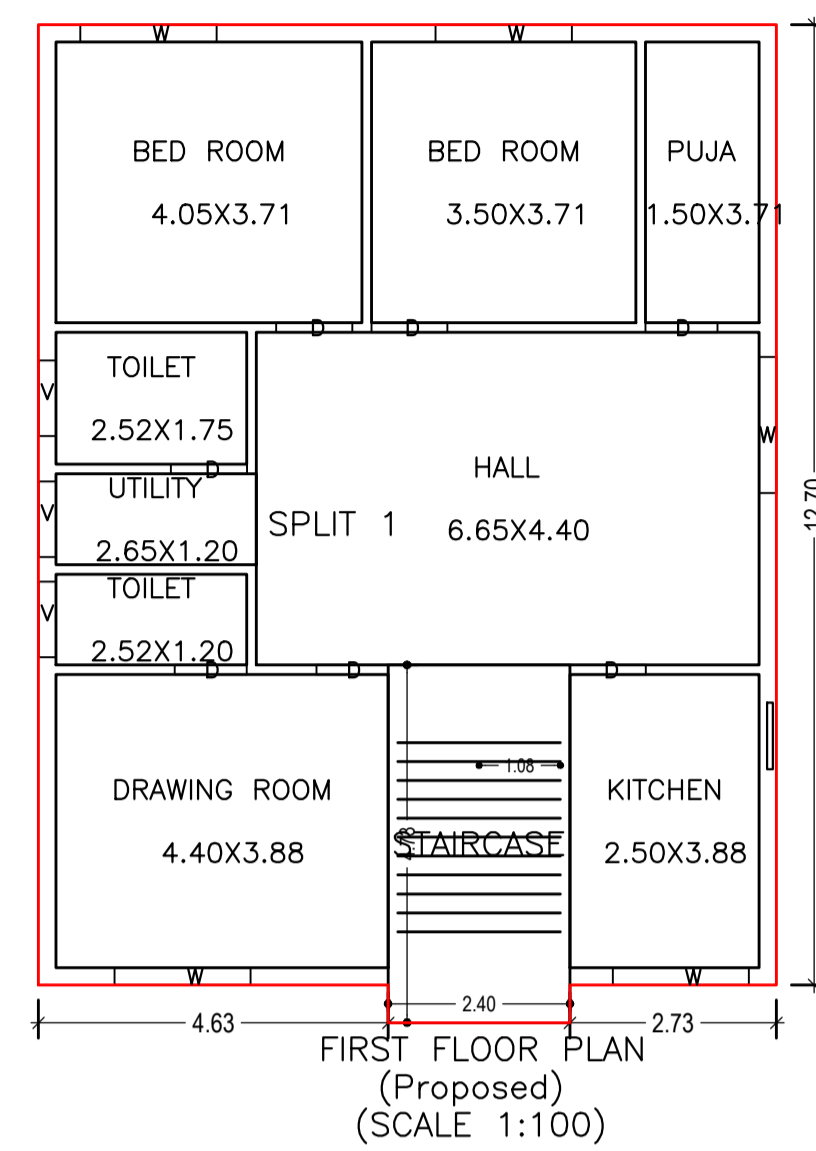 W W
BED ROOM BED ROOM PUJA
4.05X3.71 3.50X3.71 1.50X3.71
D D D
TOILET
V
2.52X1.75
W
D
HALL
UTILITY
V
SPLIT 1 6.65X4.40
2.65X1.20
12.70
TOILET
V
2.52X1.20
D D D
1.08
DRAWING ROOM KITCHEN
STAIRCASE
4.40X3.88 2.50X3.88
W W
2.40
4.63 2.73
FIRST FLOOR PLAN
(Proposed)
(SCALE 1:100)